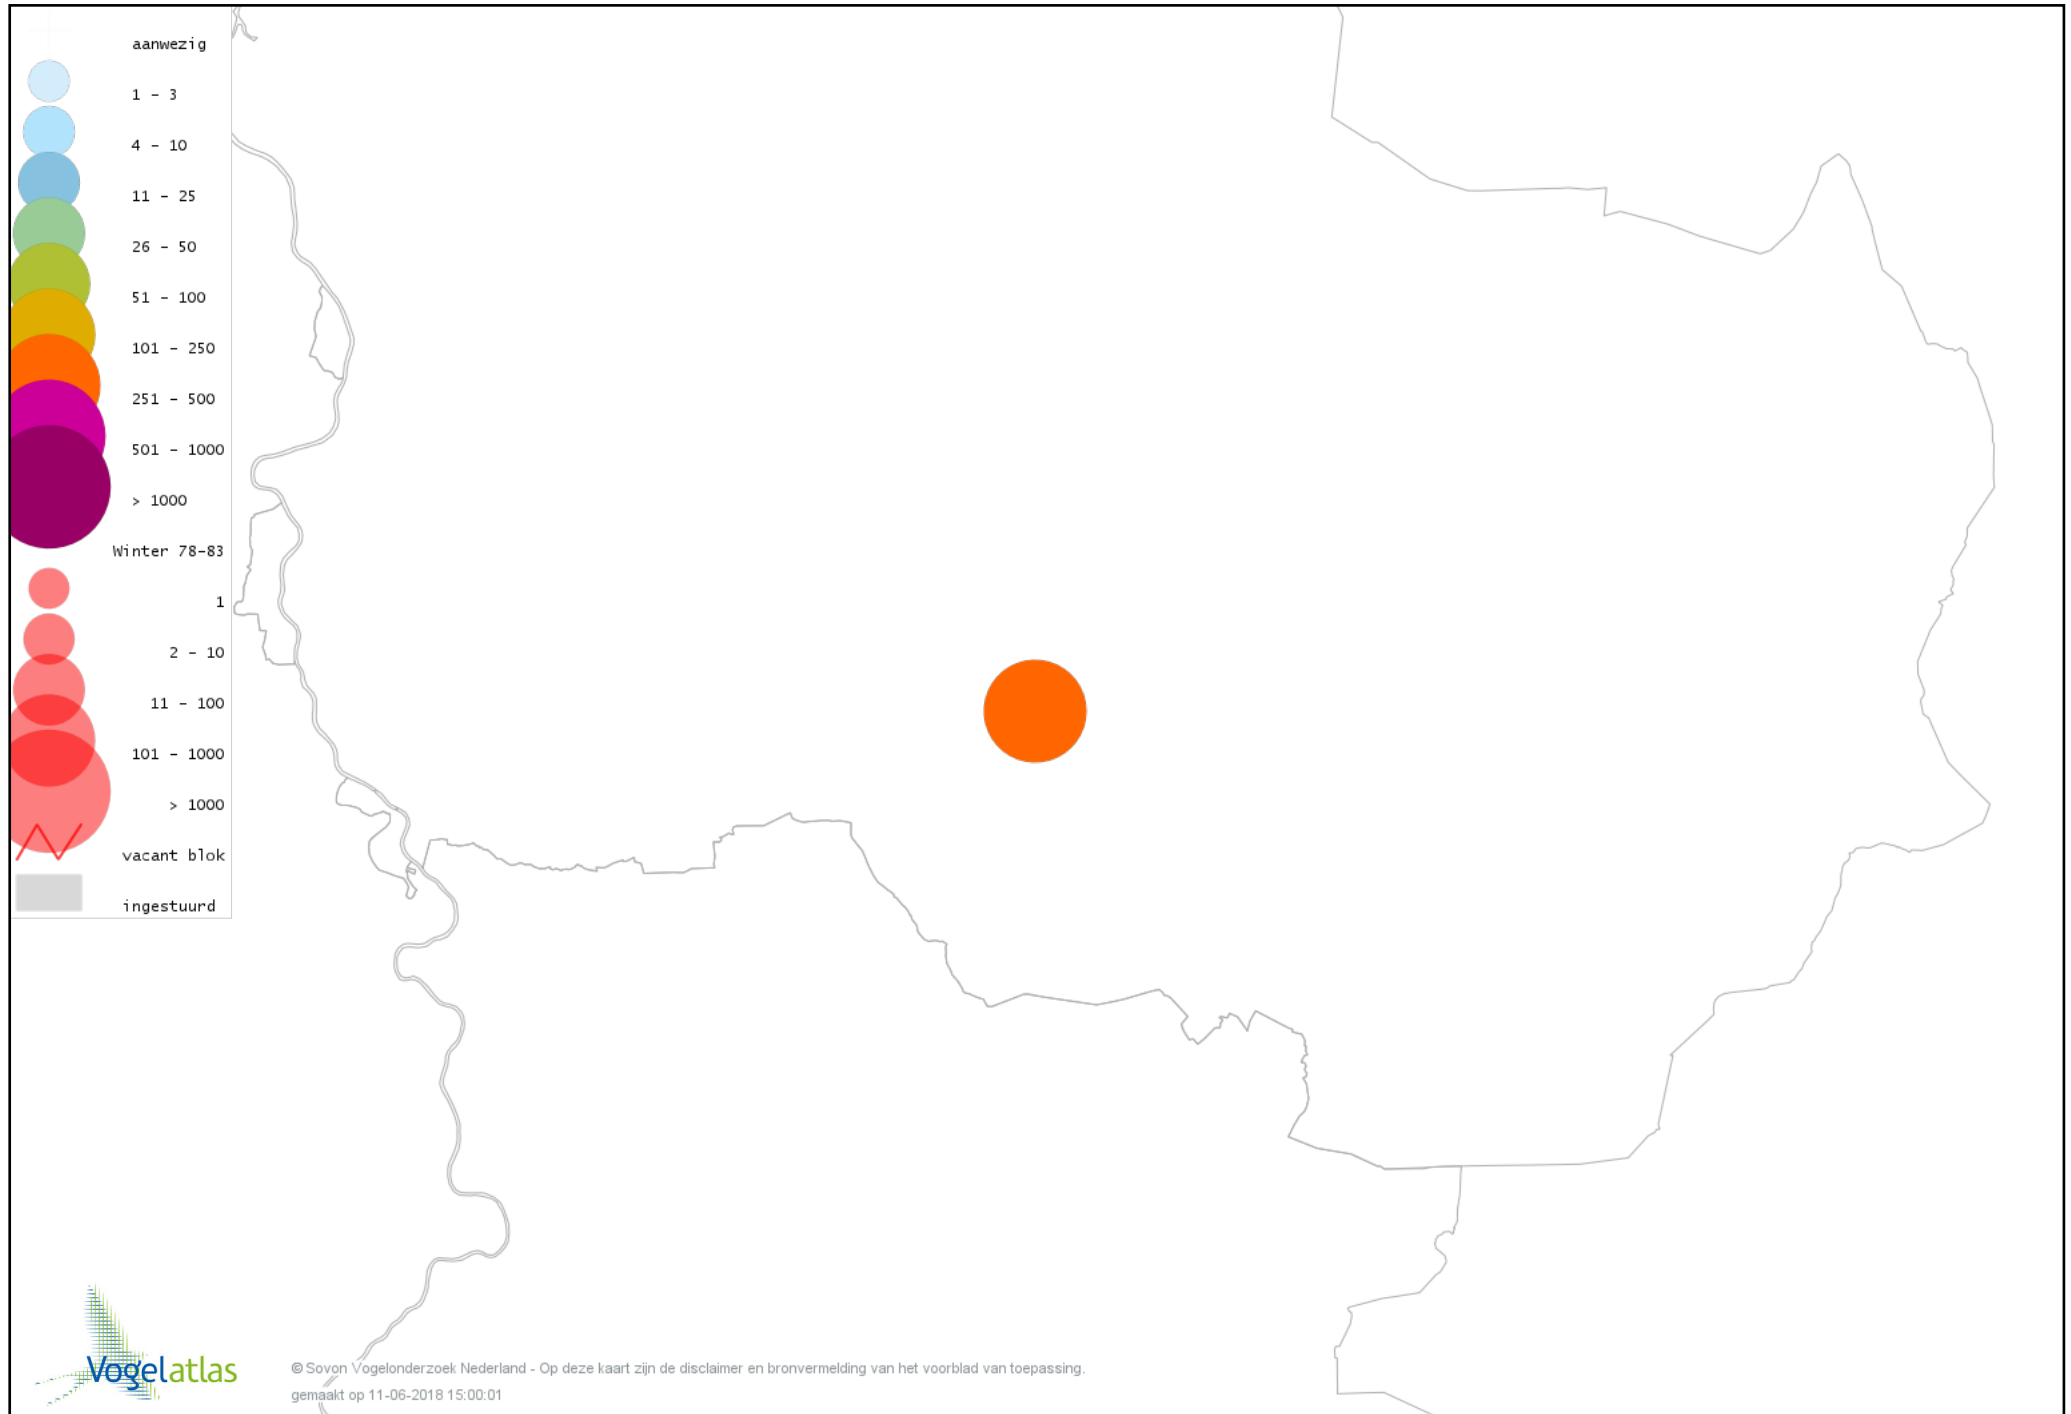 aanwezig
1 – 3
4 – 10
11 – 25
26 – 50
51 – 100
101 – 250
251 – 500
501 – 1000
> 1000
Winter 78–83
1
2 – 10
11 – 100
101 – 1000
> 1000
vacant blok
ingestuurd
Vogelatlas
© Sovon Vogelonderzoek Nederland - Op deze kaart zijn de disclaimer en bronvermelding van het voorblad van toepassing.
gemaakt op 11-06-2018 15:00:01